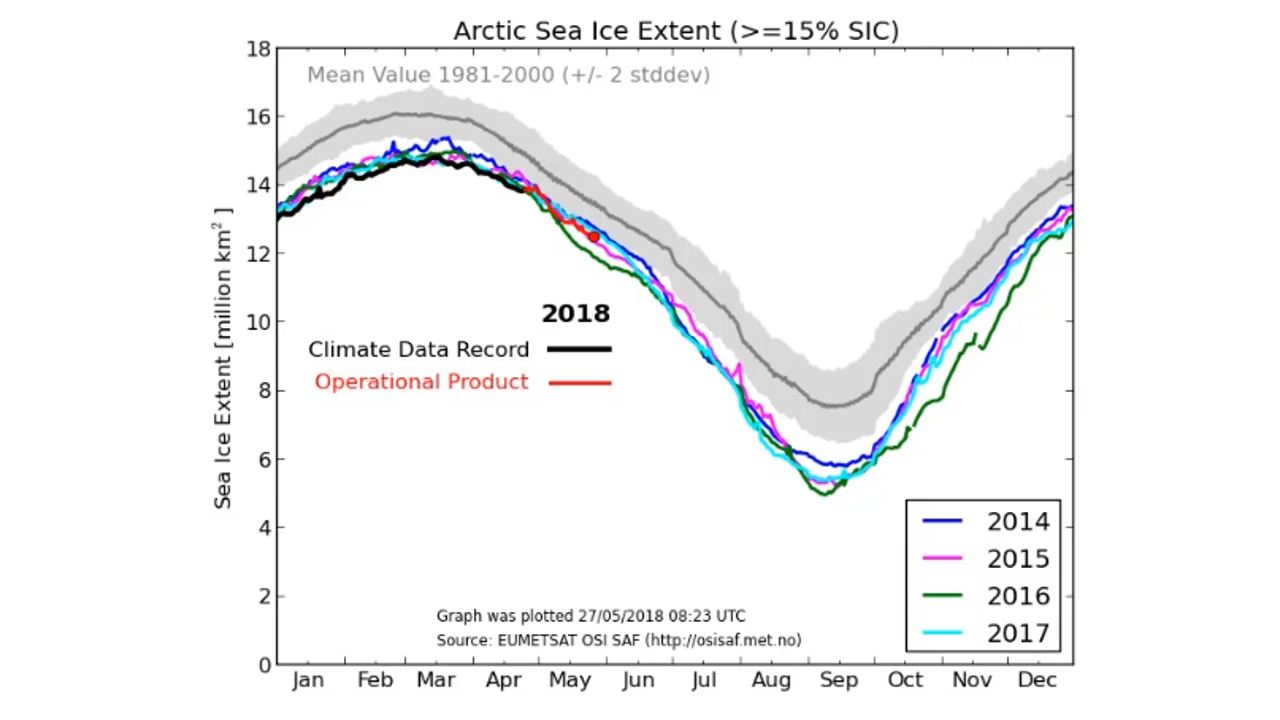 Arctic Sea Ice Extent (>=15% SIC)
Mean Value 1981-2000 (+/- 2 stddev)
18
16
14
12
10
8
6
4
2
0
Sea Ice Extent [million km²]
2018
Climate Data Record
Operational Product
2014
2015
2016
2017
Graph was plotted 27/05/2018 08:23 UTC
Source: EUMETSAT OSI SAF (http://osisaf.met.no)
Jan Feb Mar Apr May Jun Jul Aug Sep Oct Nov Dec